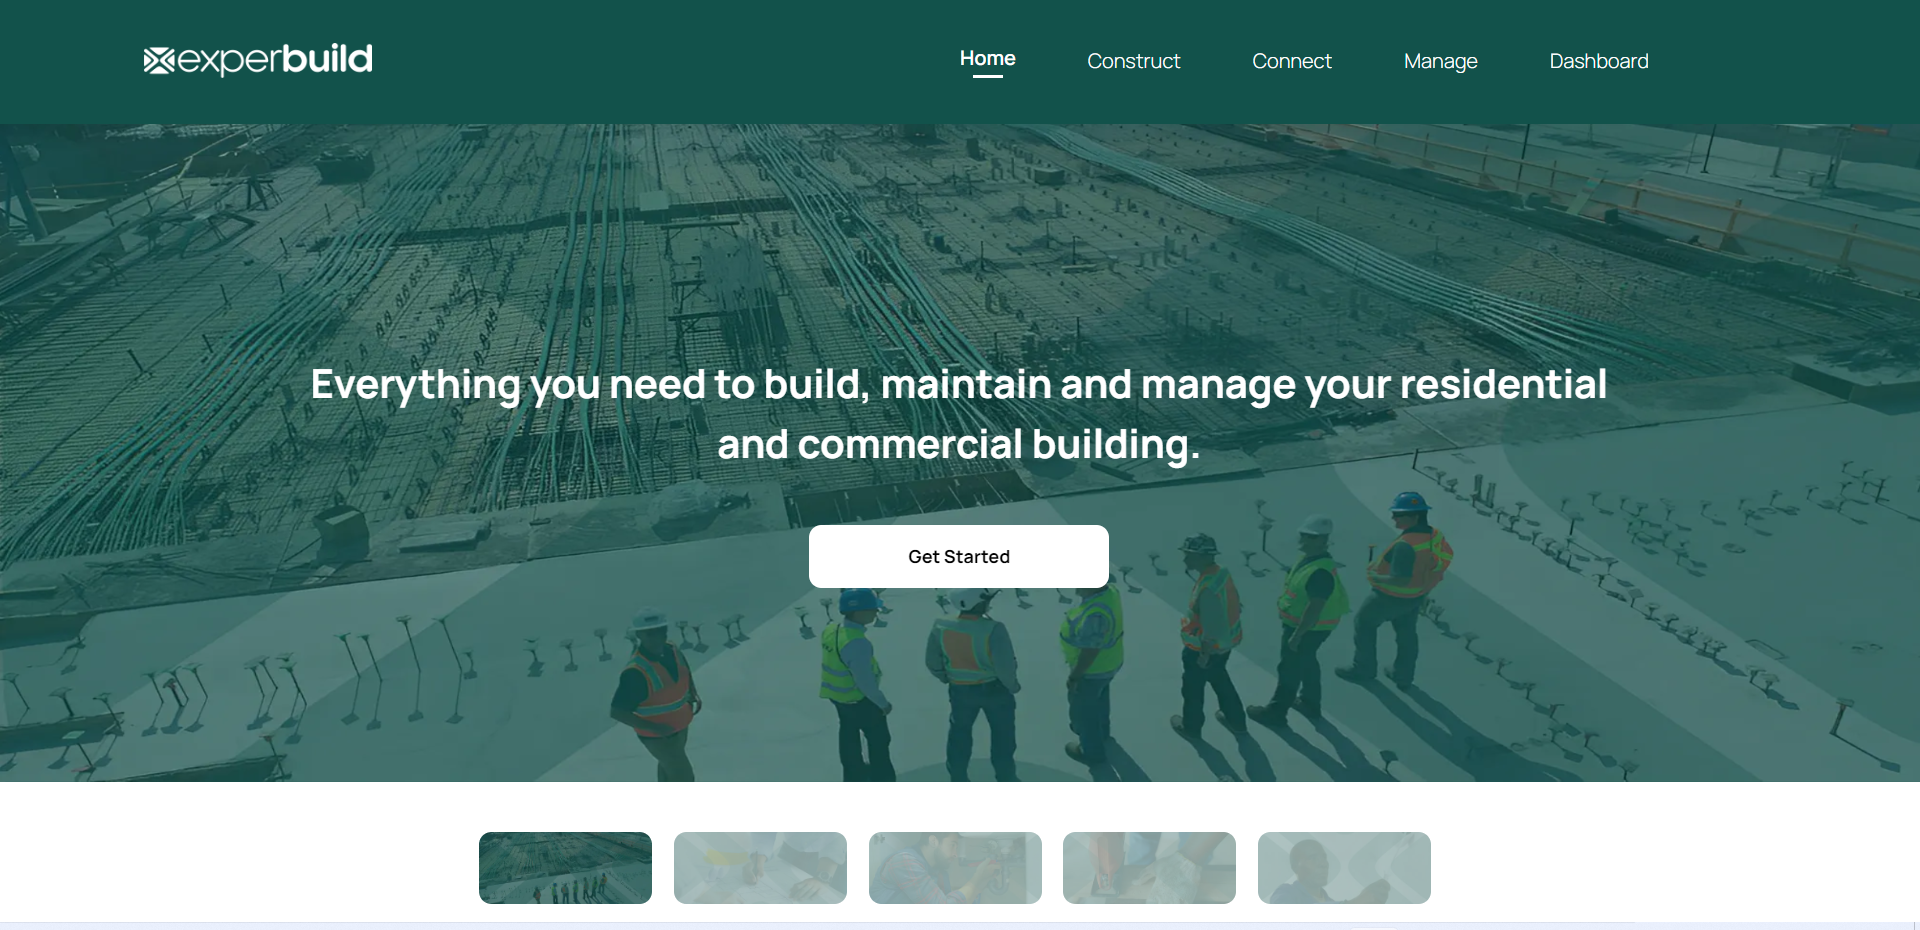 experbuild
Home
Construct
Connect
Manage
Dashboard
Everything you need to build, maintain and manage your residential
and commercial building.
Get Started